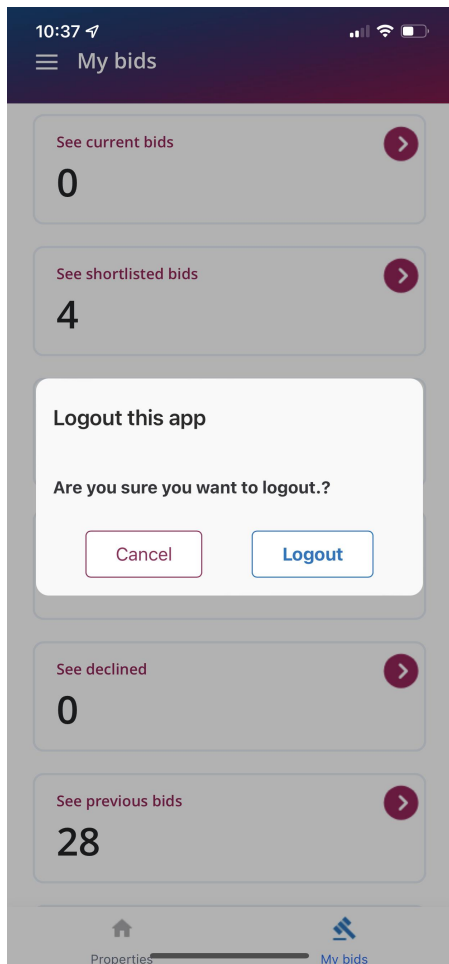 10:37
My bids
See current bids
0
See shortlisted bids
4
Logout this app
Are you sure you want to logout.?
Cancel
Logout
See declined
0
See previous bids
28
Properties
My bids